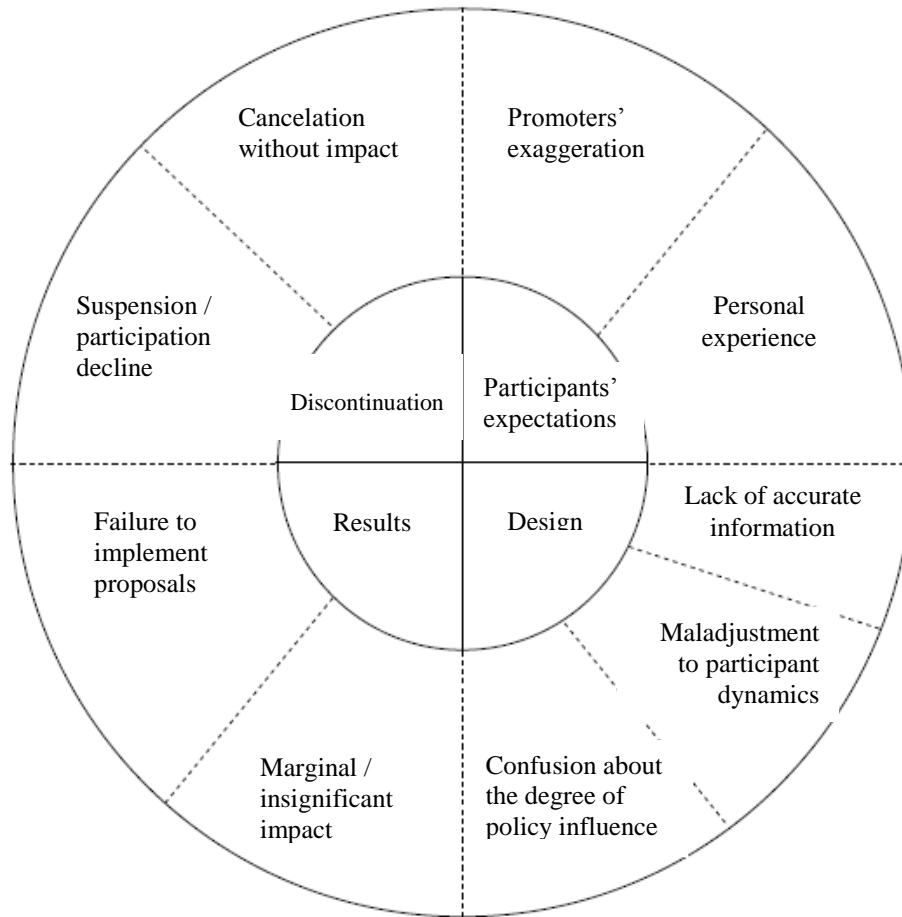 Cancelation
without impact
Promoters’
exaggeration
Suspension /
participation
decline
Personal
experience
Discontinuation
Participants’
expectations
Failure to
implement
proposals
Results
Design
Lack of accurate
information
Maladjustment
to participant
dynamics
Marginal /
insignificant
impact
Confusion about
the degree of
policy influence